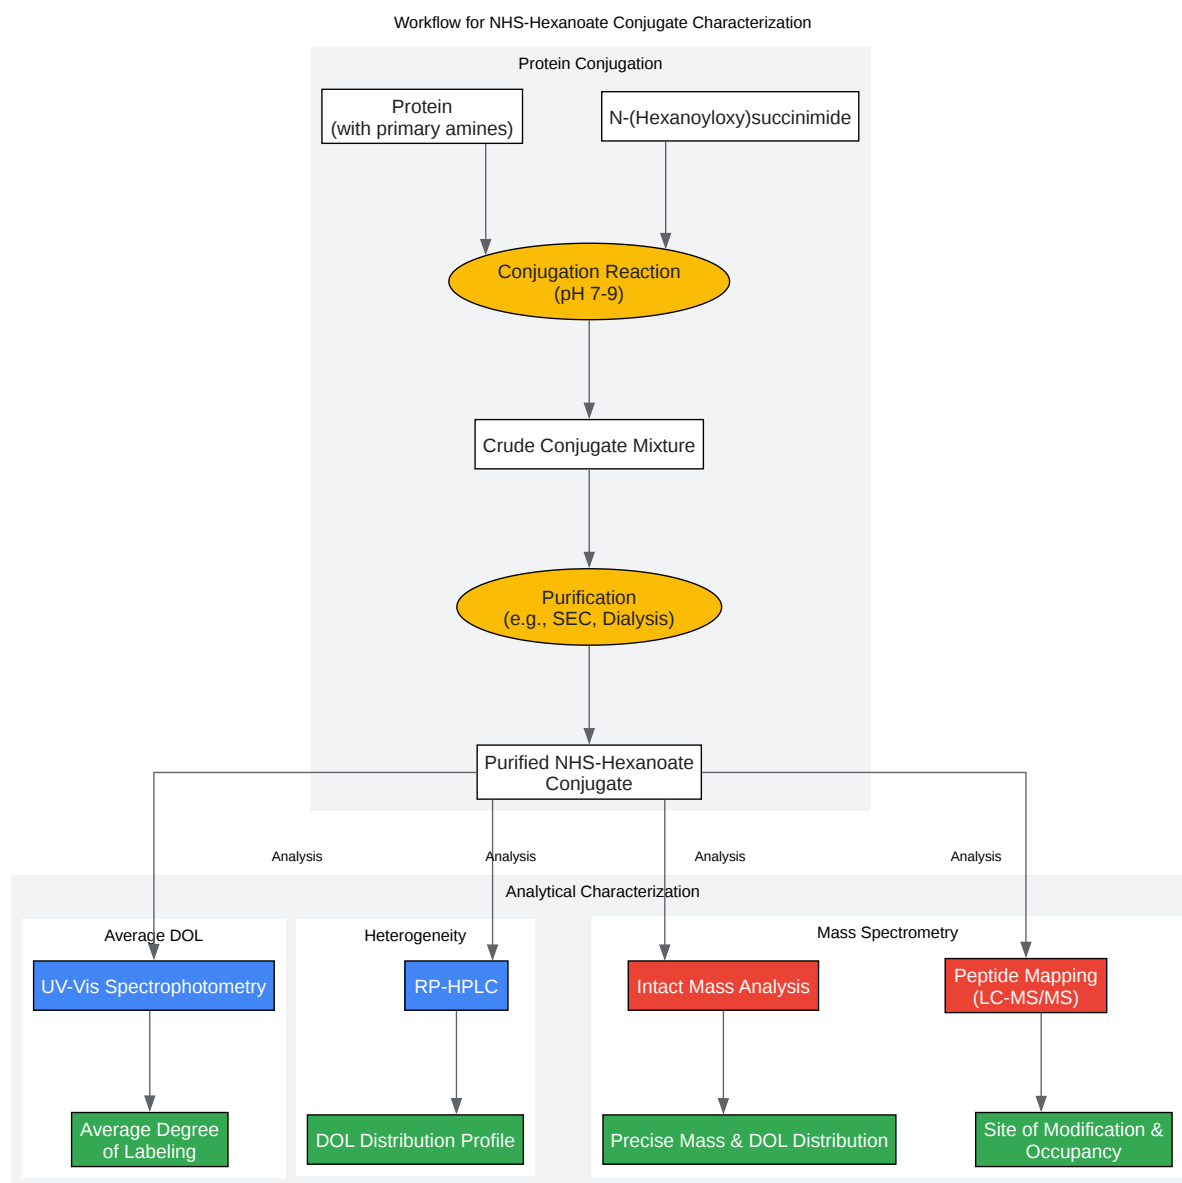 Workflow for NHS-Hexanoate Conjugate Characterization
Protein Conjugation
Protein
(with primary amines)
N-(Hexanoyloxy)succinimide
Conjugation Reaction
(pH 7-9)
Crude Conjugate Mixture
Purification
(e.g., SEC, Dialysis)
Purified NHS-Hexanoate
Conjugate
Analysis
Analysis
Analysis
Analysis
Analytical Characterization
Average DOL
Heterogeneity
Mass Spectrometry
UV-Vis Spectrophotometry
RP-HPLC
Intact Mass Analysis
Peptide Mapping
(LC-MS/MS)
Average Degree
of Labeling
DOL Distribution Profile
Precise Mass & DOL Distribution
Site of Modification &
Occupancy